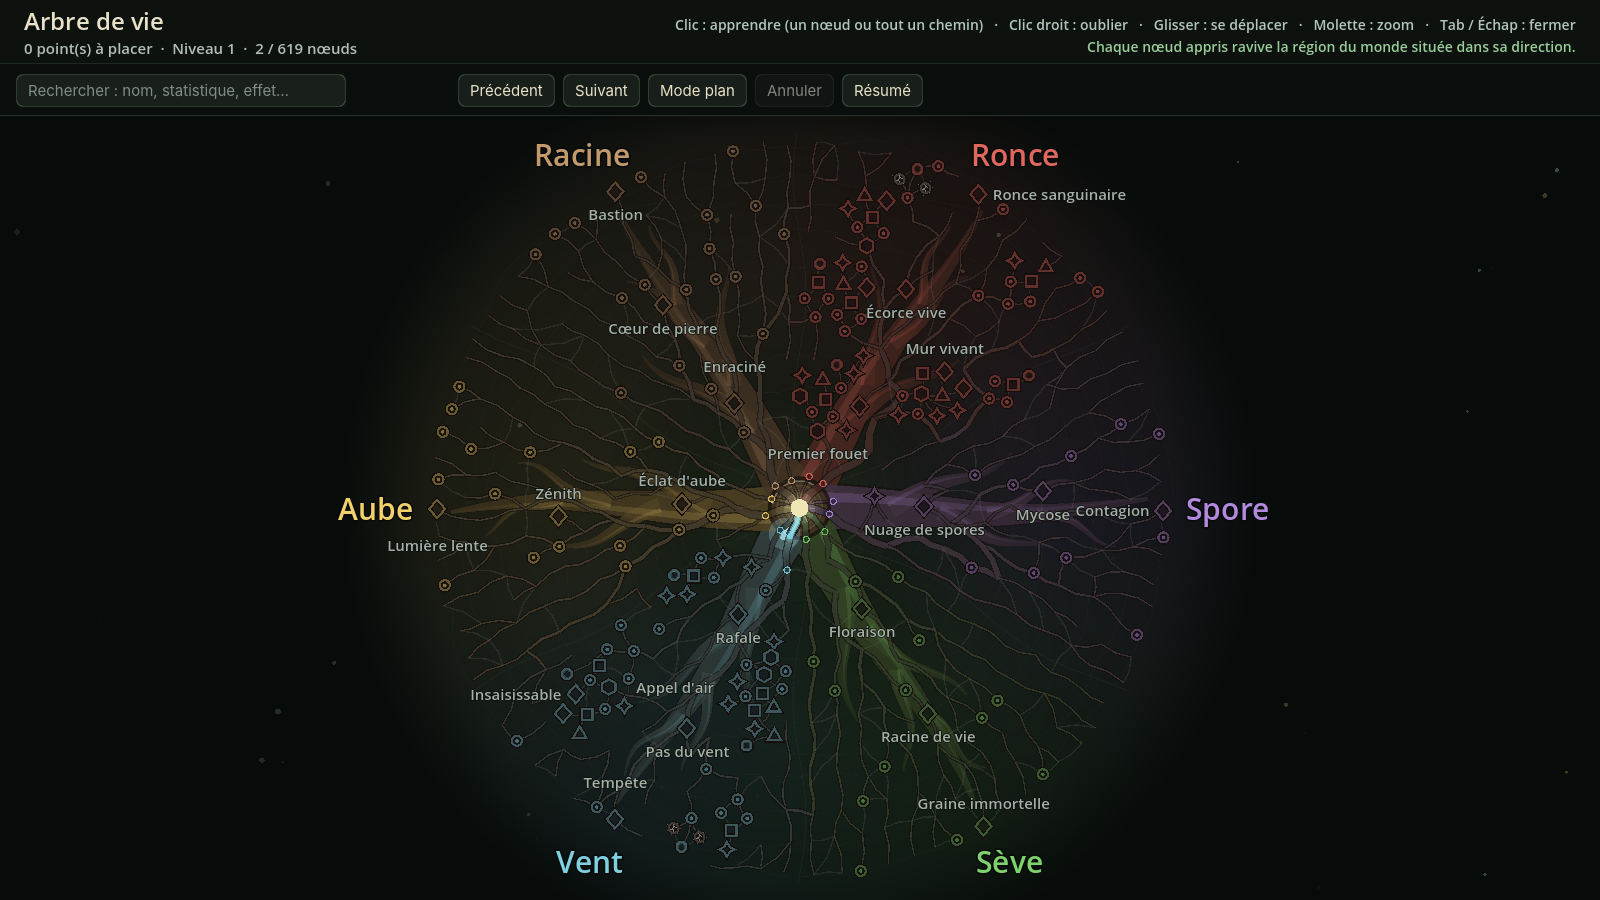 Arbre de vie
0 point(s) à placer · Niveau 1 · 2 / 619 nœuds
Clic : apprendre (un nœud ou tout un chemin) · Clic droit : oublier · Glisser : se déplacer · Molette : zoom · Tab / Échap : fermer
Chaque nœud appris ravive la région du monde située dans sa direction.
Rechercher : nom, statistique, effet...
Précédent
Suivant
Mode plan
Annuler
Résumé
Racine
Ronce
Ronce sanguinaire
Bastion
Écorce vive
Cœur de pierre
Mur vivant
Enraciné
Premier fouet
Éclat d'aube
Zénith
Aube
Nuage de spores
Mycose
Contagion
Spore
Lumière lente
Rafale
Floraison
Insaisissable
Appel d'air
Pas du vent
Racine de vie
Tempête
Graine immortelle
Vent
Sève